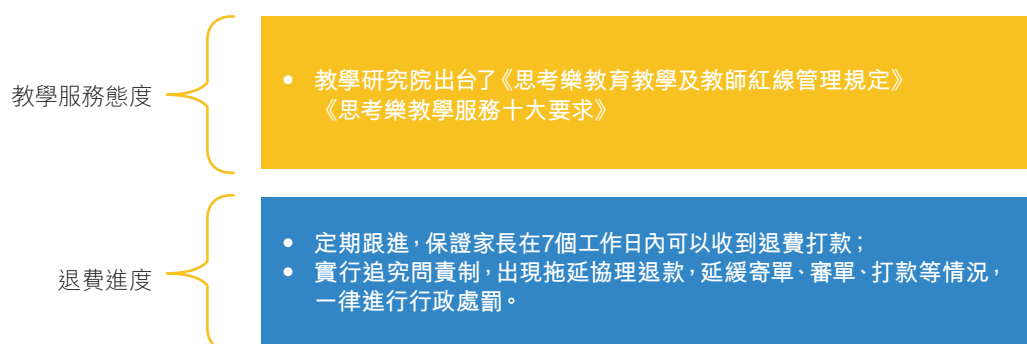 教學服務態度
• 教學研究院出台了《思考樂教育教學及教師紅線管理規定》
《思考樂教學服務十大要求》
退費進度
• 定期跟進，保證家長在7個工作日內可以收到退費打款；
• 實行追究問責制，出現拖延協理退款，延緩寄單、審單、打款等情況，
一律進行行政處罰。